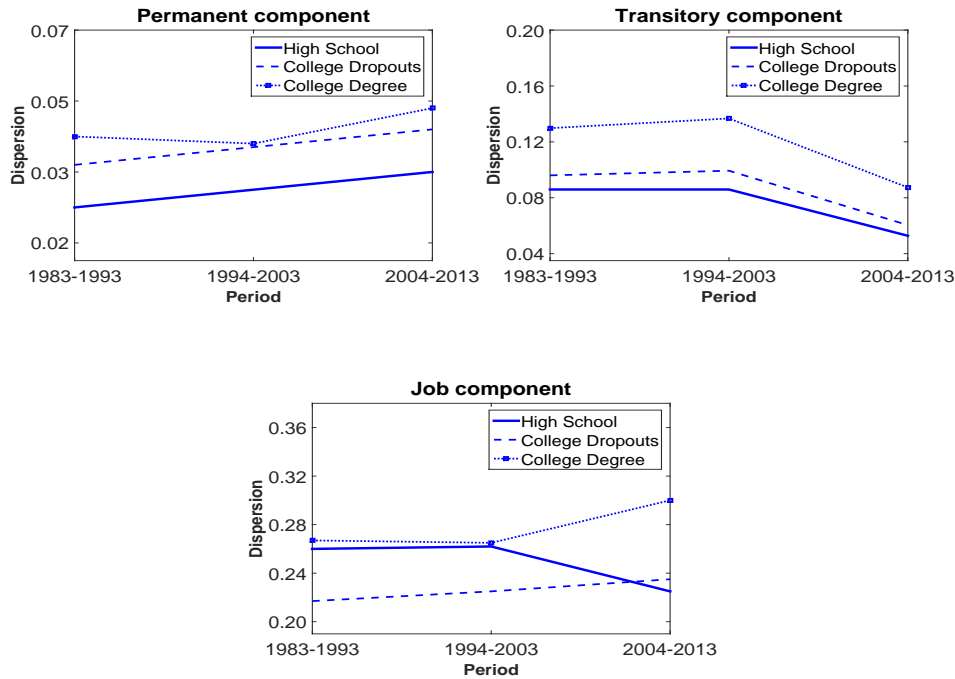 Permanent component
0.07
0.05
0.03
0.02
Dispersion
High School
College Dropouts
College Degree
1983-1993
1994-2003
2004-2013
Period
Transitory component
0.20
0.16
0.12
0.08
0.04
Dispersion
High School
College Dropouts
College Degree
1983-1993
1994-2003
2004-2013
Period
Job component
0.36
0.32
0.28
0.24
0.20
Dispersion
High School
College Dropouts
College Degree
1983-1993
1994-2003
2004-2013
Period